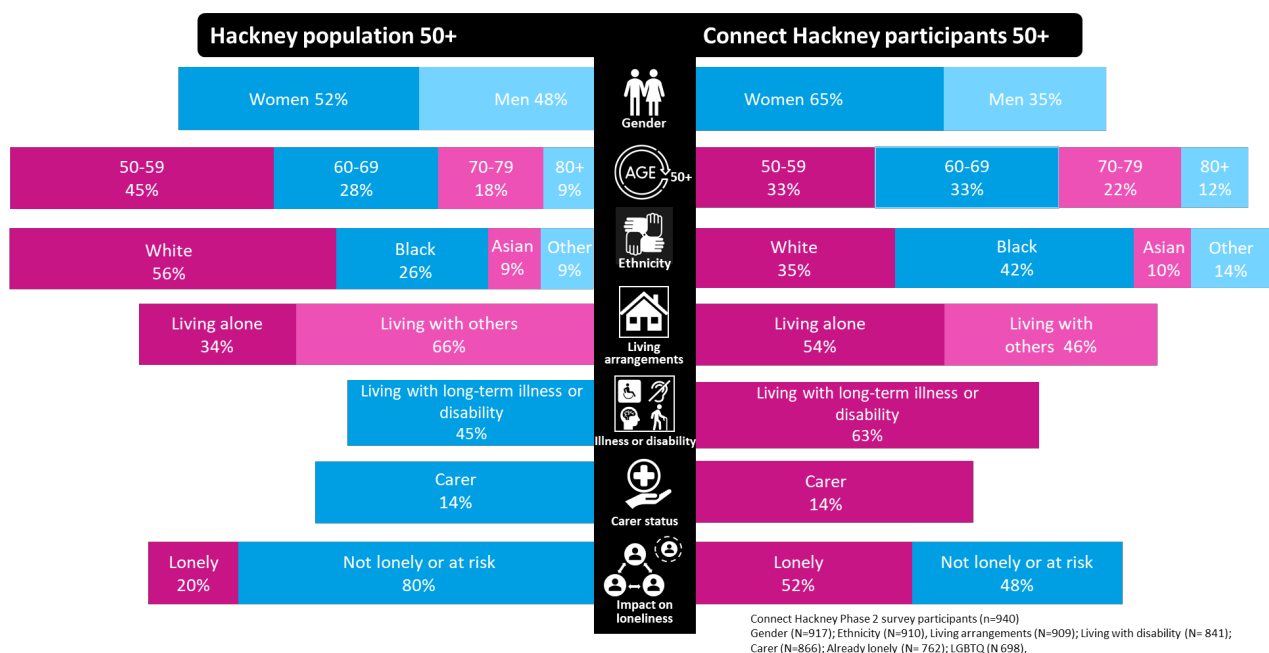 Hackney population 50+
Connect Hackney participants 50+
Women 52%
Men 48%
Gender
Women 65%
Men 35%
50-59
45%
60-69
28%
70-79
18%
80+
9%
AGE 50+
50-59
33%
60-69
33%
70-79
22%
80+
12%
White
56%
Black
26%
Asian
9%
Other
9%
Ethnicity
White
35%
Black
42%
Asian
10%
Other
14%
Living alone
34%
Living with others
66%
Living
arrangements
Living alone
54%
Living with
others 46%
Living with long-term illness or
disability
45%
Illness or disability
Living with long-term illness or
disability
63%
Carer
14%
Carer status
Carer
14%
Lonely
20%
Not lonely or at risk
80%
Impact on
loneliness
Lonely
52%
Not lonely or at risk
48%
Connect Hackney Phase 2 survey participants (n=940)
Gender (N=917); Ethnicity (N=910), Living arrangements (N=909); Living with disability (N= 841);
Carer (N=866); Already lonely (N= 762); LGBTQ (N 698),